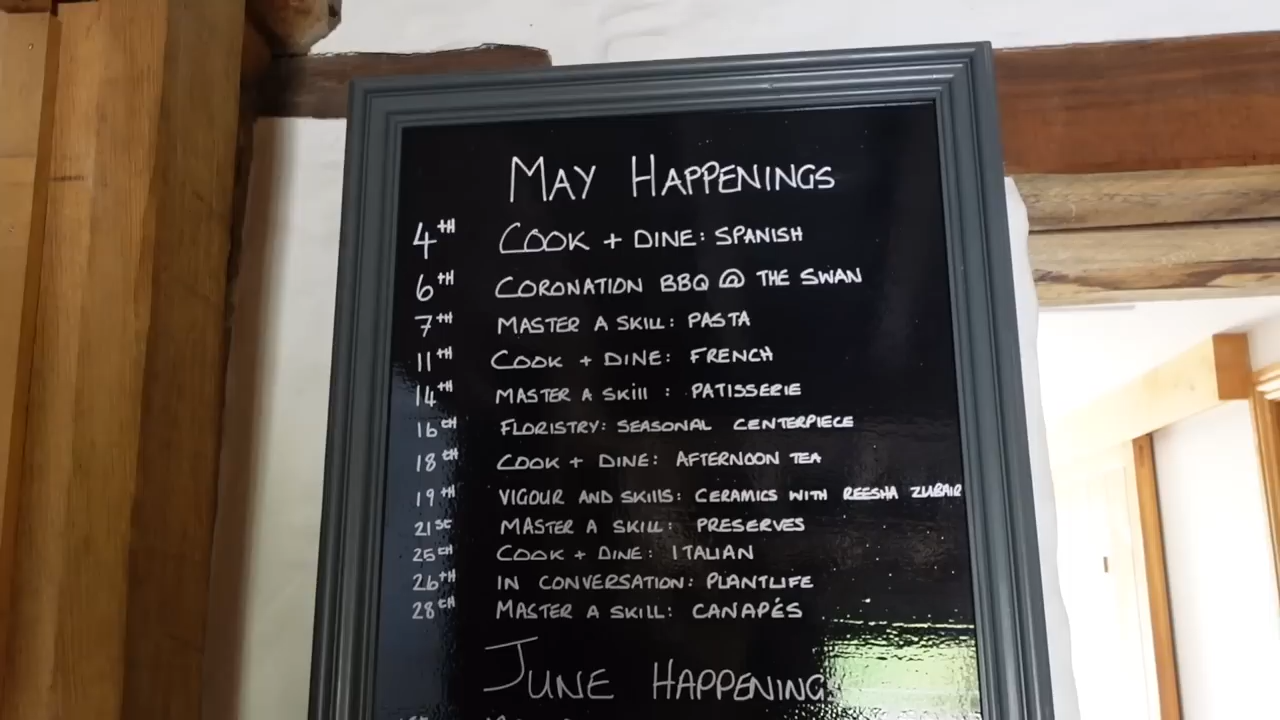 MAY HAPPENINGS
4TH COOK + DINE: SPANISH
6TH CORONATION BBQ @ THE SWAN
7TH MASTER A SKILL: PASTA
11TH COOK + DINE: FRENCH
14TH MASTER A SKill : PATISSERIE
16TH FLORISTRY: SEASONAL CENTERPIECE
18TH COOK + DINE: AFTERNOON TEA
19TH VIGOUR AND SKILLS: CERAMICS WITH REESHA ZUBAIR
21ST MASTER A SKILL: PRESERVES
25TH COOK + DINE: ITALIAN
26TH IN CONVERSATION: PLANTLIFE
28TH MASTER A SKILL: CANAPÉS
JUNE HAPPENING